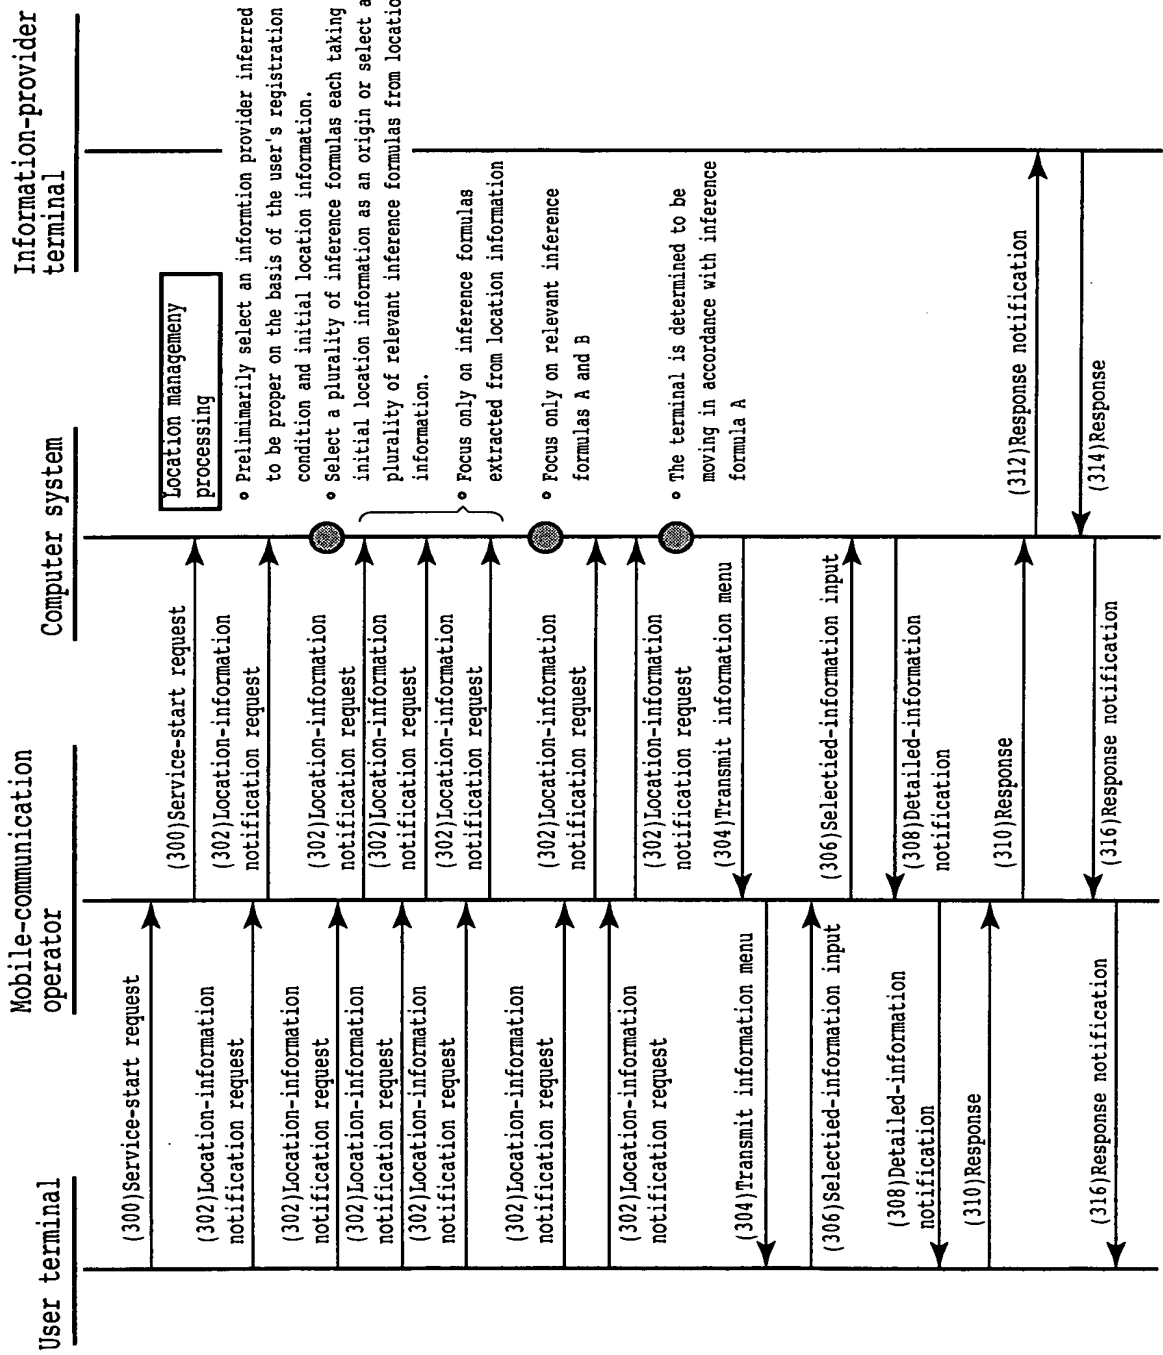 User terminal
Mobile-communication
operator
Computer system
Information-provider
terminal
(300)Service-start request
(302)Location-information
notification request
(302)Location-information
notification request
(302)Location-information
notification request
(302)Location-information
notification request
(302)Location-information
notification request
(302)Location-information
notification request
(304)Transmit information menu
(306)Selectied-information input
(308)Detailed-information
notification
(310)Response
(316)Response notification
(300)Service-start request
(302)Location-information
notification request
(302)Location-information
notification request
(302)Location-information
notification request
(302)Location-information
notification request
(302)Location-information
notification request
(302)Location-information
notification request
(304)Transmit information menu
(306)Selectied-information input
(308)Detailed-information
notification
(310)Response
(316)Response notification
Location managemeny
processing
Prelimimarily select an informtion provider inferred
to be proper on the basis of the user's registration
condition and initial location information.
Select a plurality of inference formulas each taking
initial location information as an origin or select a
plurality of relevant inference formulas from locatio
information.
Focus only on inference formulas
extracted from location information
Focus only on relevant inference
formulas A and B
The terminal is determined to be
moving in accordance with inference
formula A
(312)Response notification
(314)Response